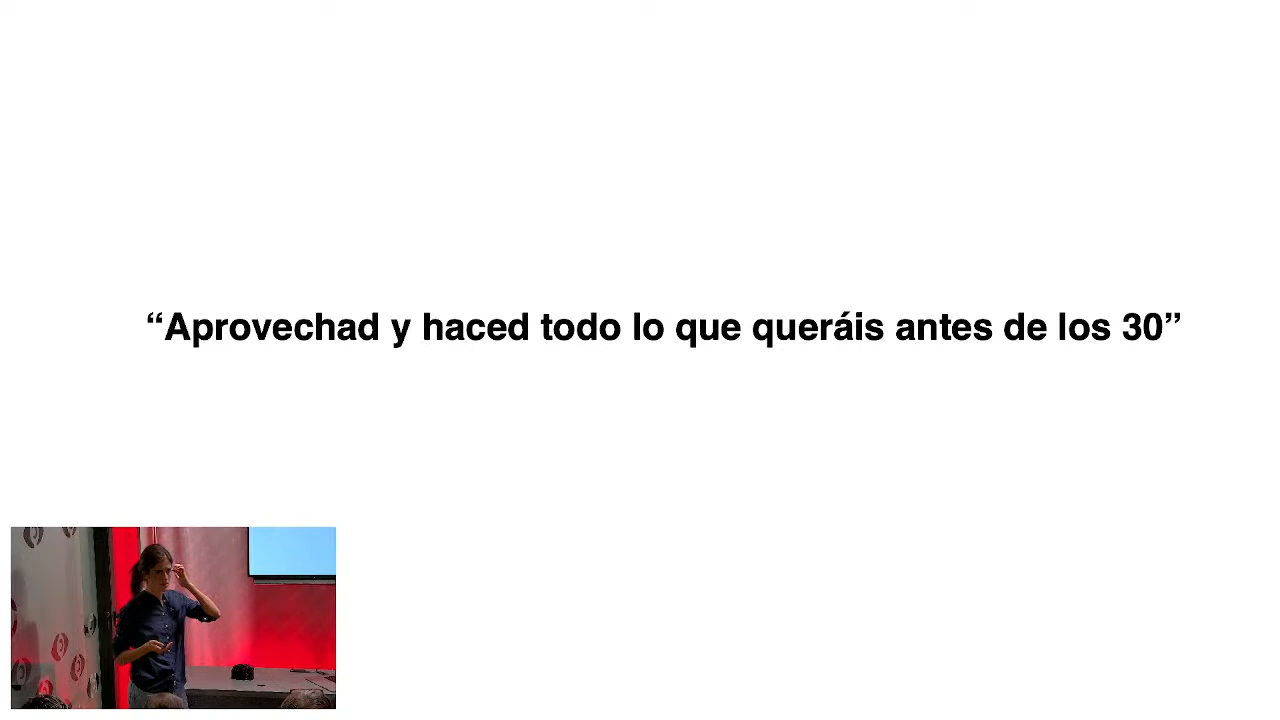 “Aprovechad y haced todo lo que queráis antes de los 30”